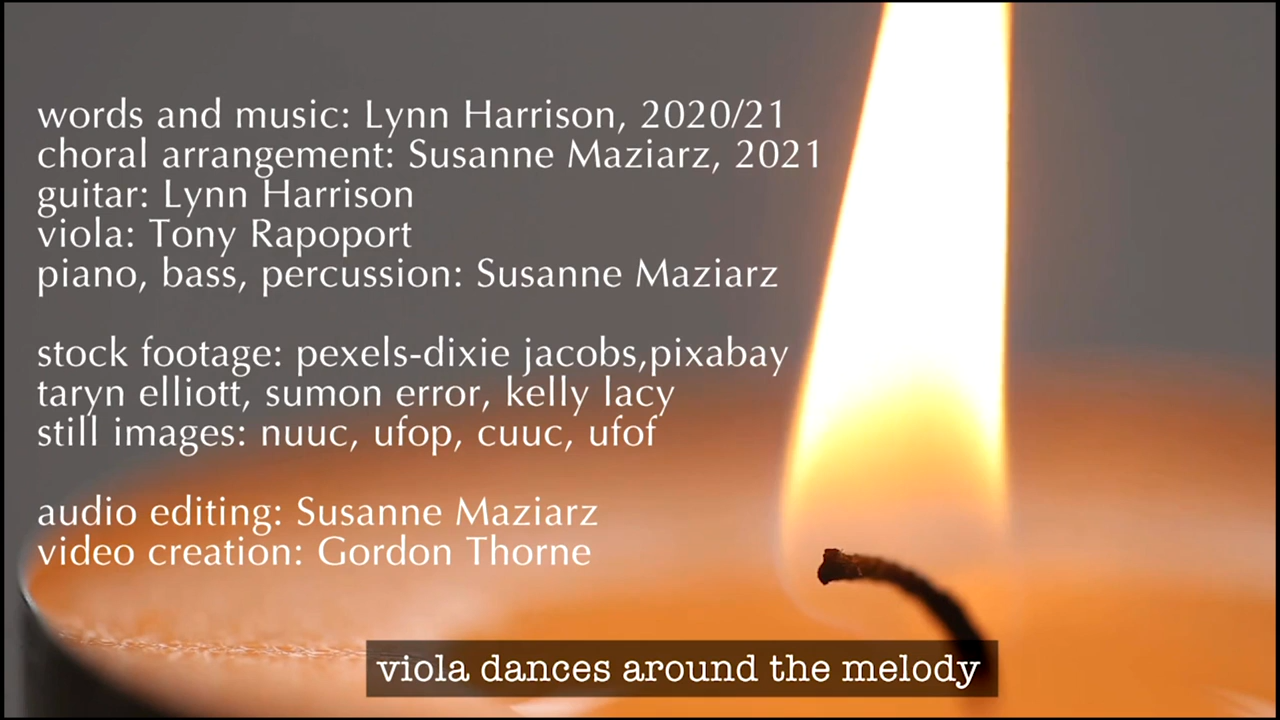 words and music: Lynn Harrison, 2020/21
choral arrangement: Susanne Maziarz, 2021
guitar: Lynn Harrison
viola: Tony Rapoport
piano, bass, percussion: Susanne Maziarz
stock footage: pexels-dixie jacobs,pixabay
taryn elliott, sumon error, kelly lacy
still images: nuuc, ufop, cuuc, ufof
audio editing: Susanne Maziarz
video creation: Gordon Thorne
viola dances around the melody